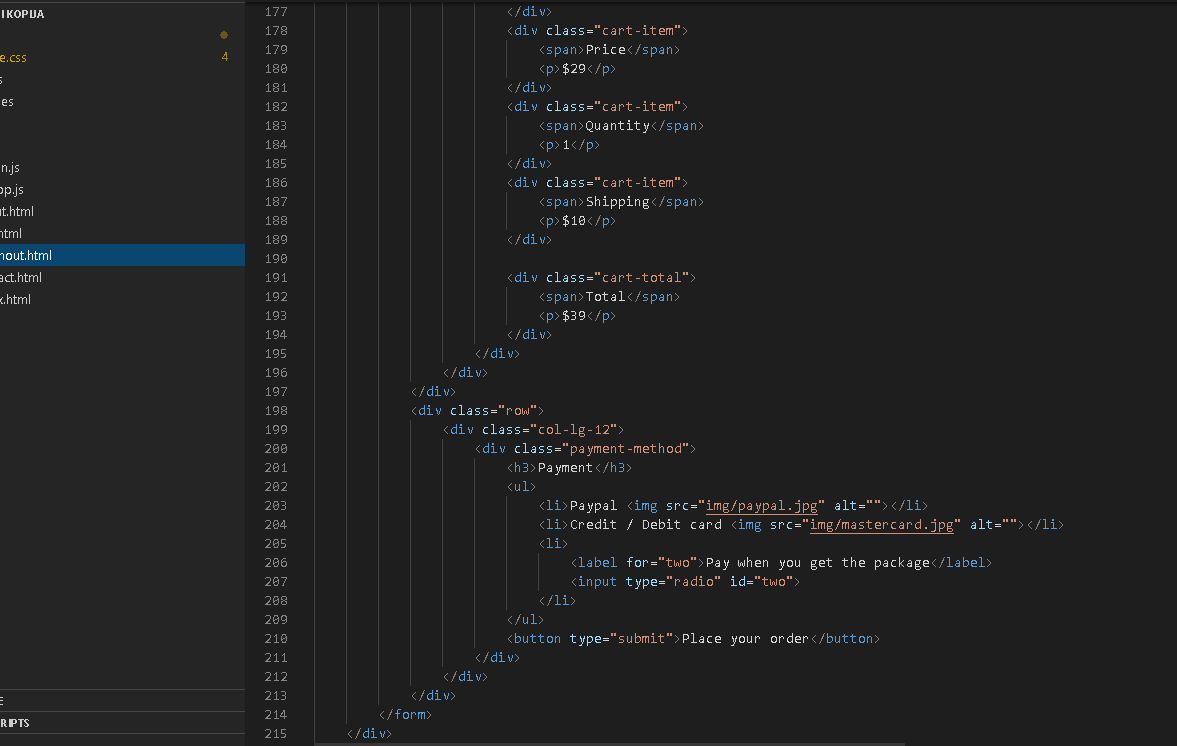 IKOPIJA
e.css 4
s
es
n.js
pp.js
ut.html
html
hout.html
act.html
x.html
E
RIPTS
177 </div>
178 <div class="cart-item">
179 <span>Price</span>
180 <p>$29</p>
181 </div>
182 <div class="cart-item">
183 <span>Quantity</span>
184 <p>1</p>
185 </div>
186 <div class="cart-item">
187 <span>Shipping</span>
188 <p>$10</p>
189 </div>
190
191 <div class="cart-total">
192 <span>Total</span>
193 <p>$39</p>
194 </div>
195 </div>
196 </div>
197 </div>
198 <div class="row">
199 <div class="col-lg-12">
200 <div class="payment-method">
201 <h3>Payment</h3>
202 <ul>
203 <li>Paypal <img src="img/paypal.jpg" alt=""></li>
204 <li>Credit / Debit card <img src="img/mastercard.jpg" alt=""></li>
205 <li>
206 <label for="two">Pay when you get the package</label>
207 <input type="radio" id="two">
208 </li>
209 </ul>
210 <button type="submit">Place your order</button>
211 </div>
212 </div>
213 </div>
214 </form>
215 </div>